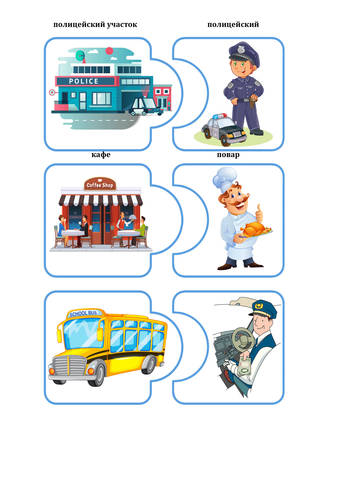 полицейский участок
полицейский
POLICE
кафе
повар
Coffee Shop
SCHOOL BUS